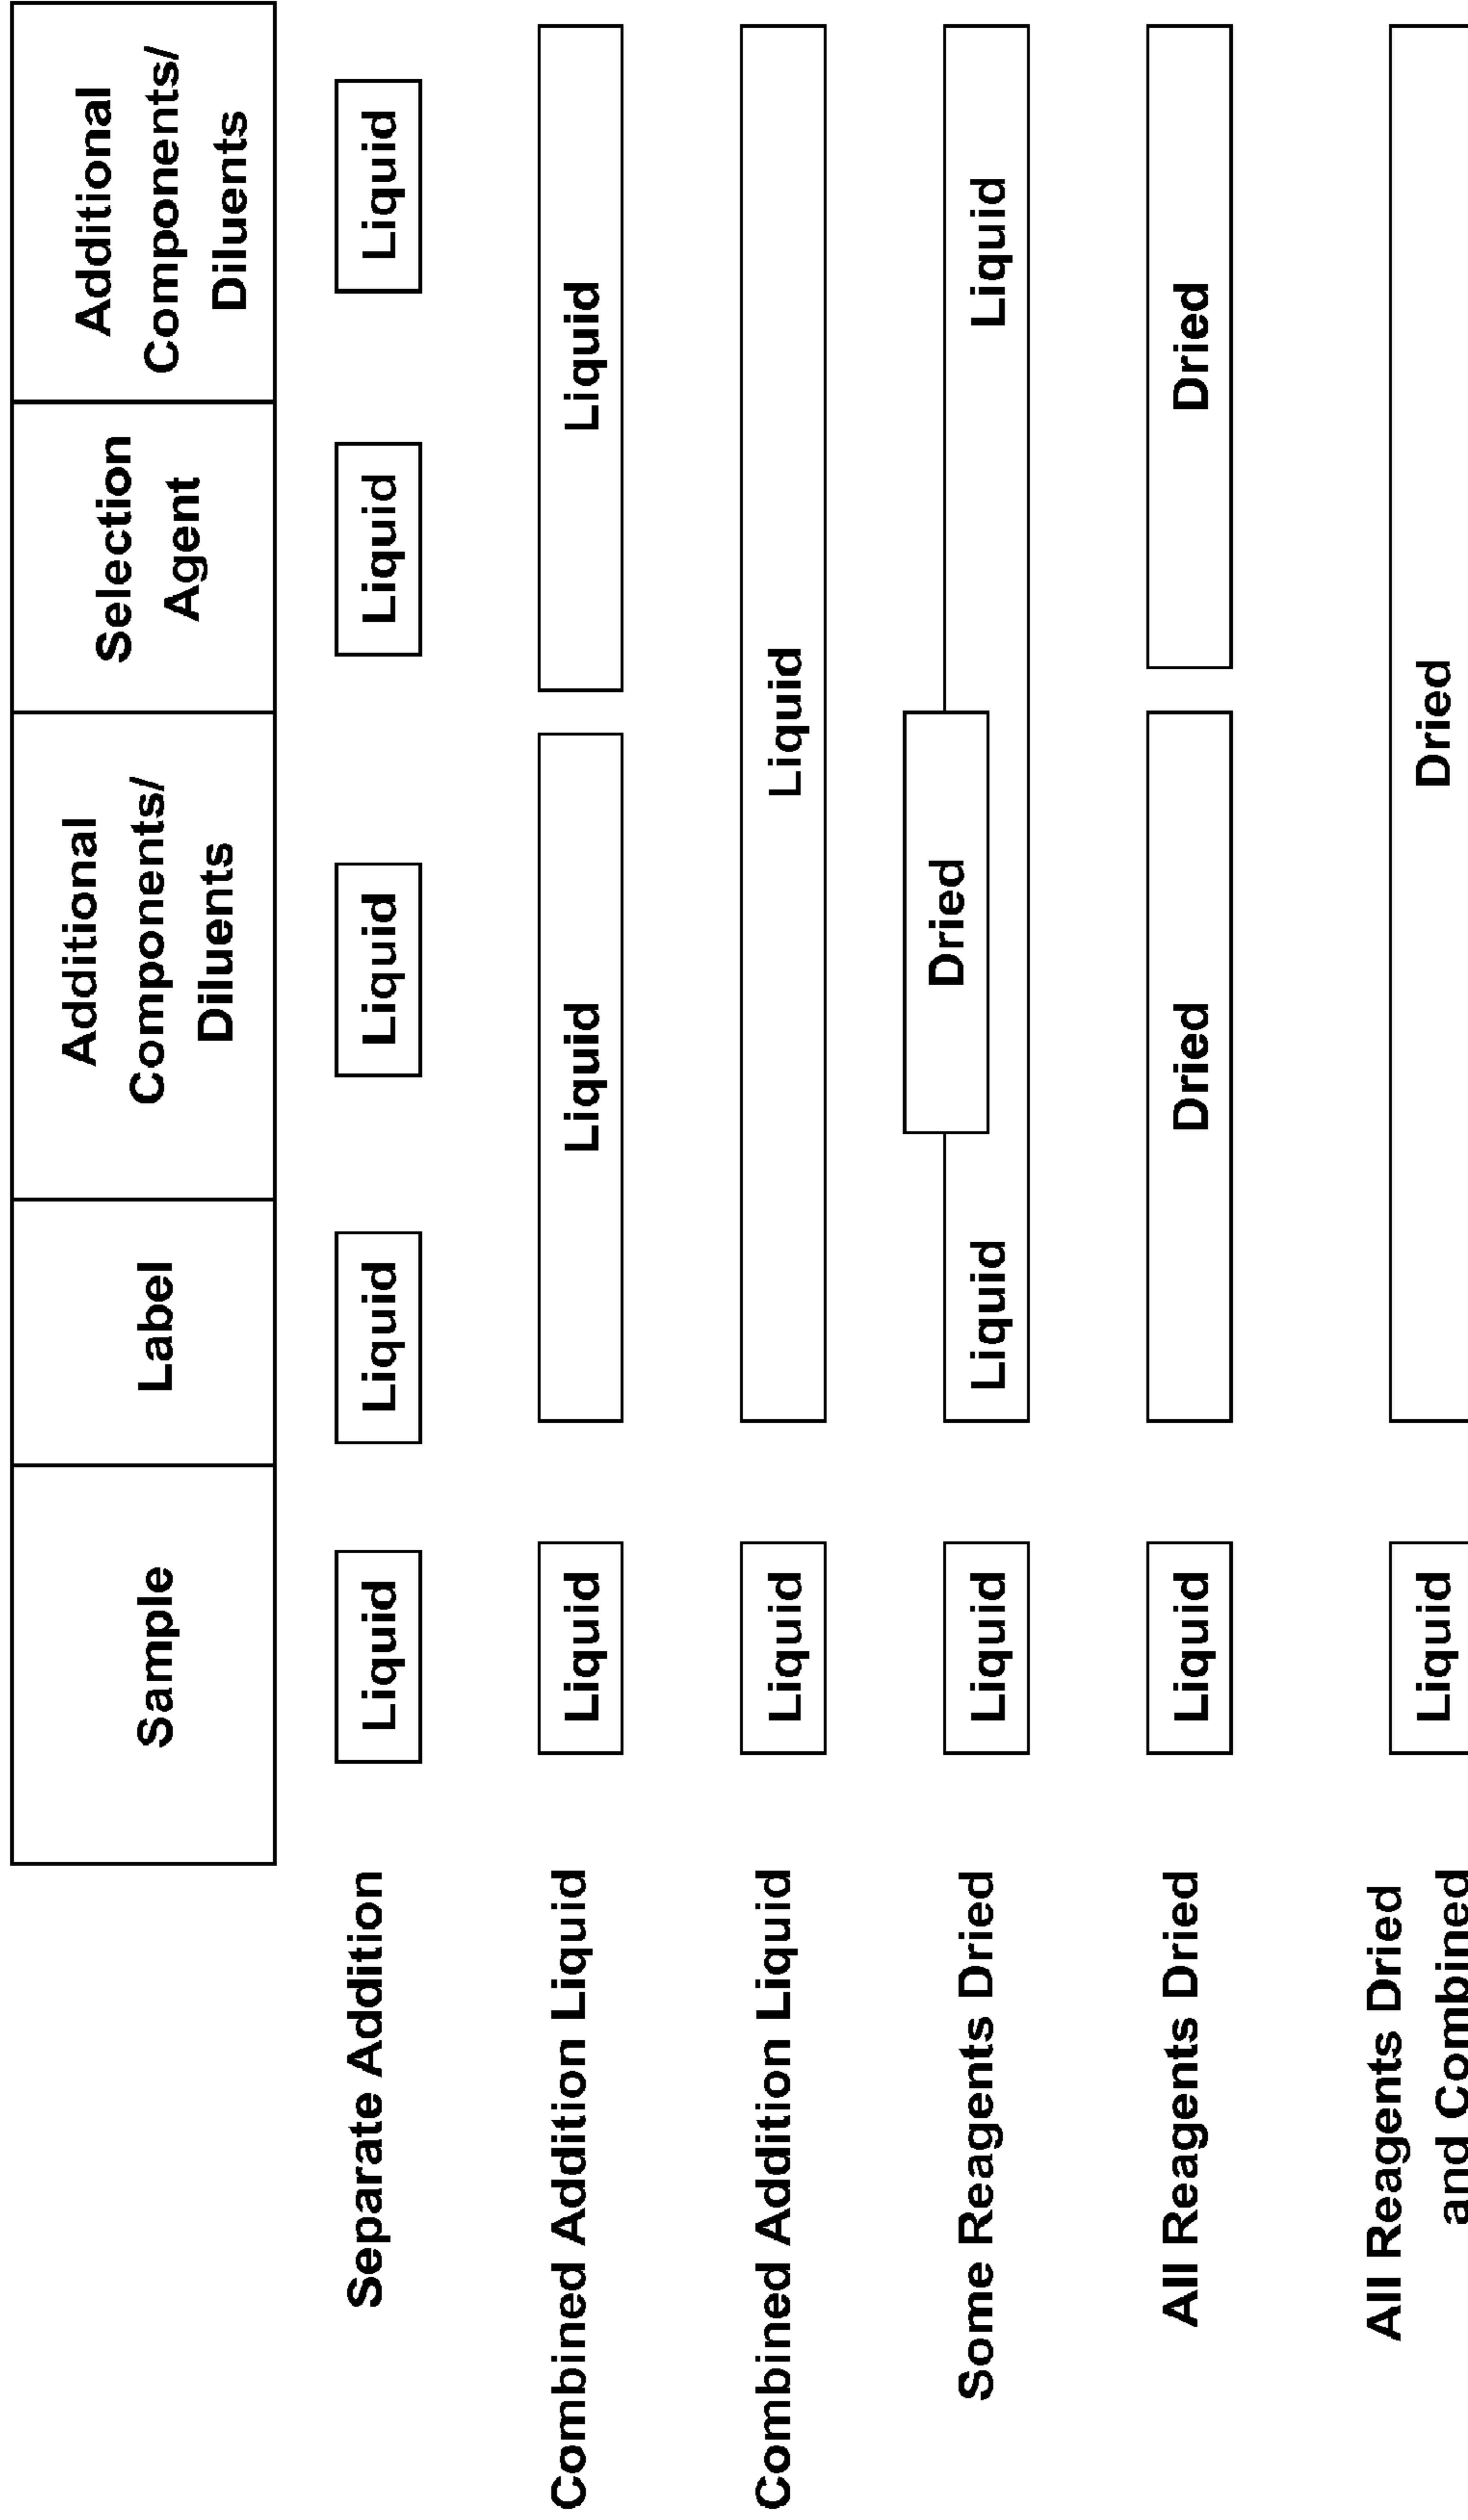 Sample
Label
Additional
Components/
Diluents
Selection
Agent
Additional
Components/
Diluents
Separate Addition
Liquid
Liquid
Liquid
Liquid
Liquid
Combined Addition Liquid
Liquid
Liquid
Liquid
Combined Addition Liquid
Liquid
Liquid
Some Reagents Dried
Liquid
Liquid
Dried
Liquid
All Reagents Dried
Liquid
Dried
Dried
All Reagents Dried
and Combined
Liquid
Dried